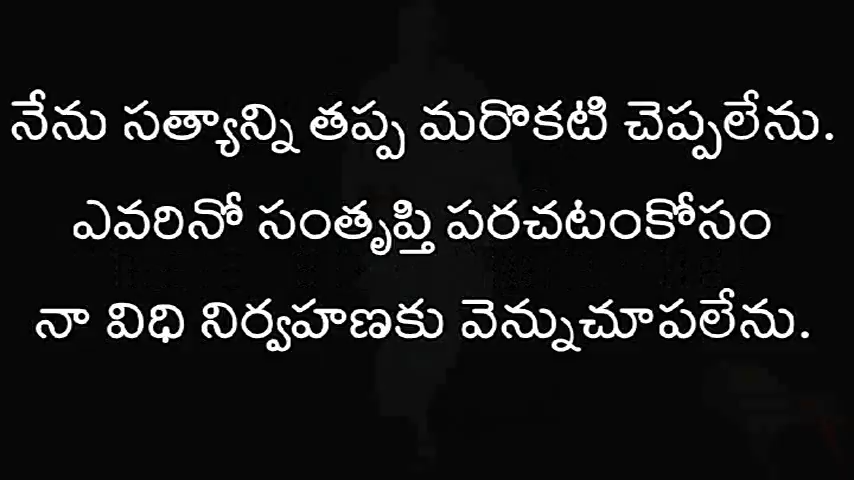 నేను సత్యాన్ని తప్ప మరొకటి చెప్పలేను.
ఎవరినో సంతృప్తి పరచటంకోసం
నా విధి నిర్వహణకు వెన్నుచూపలేను.